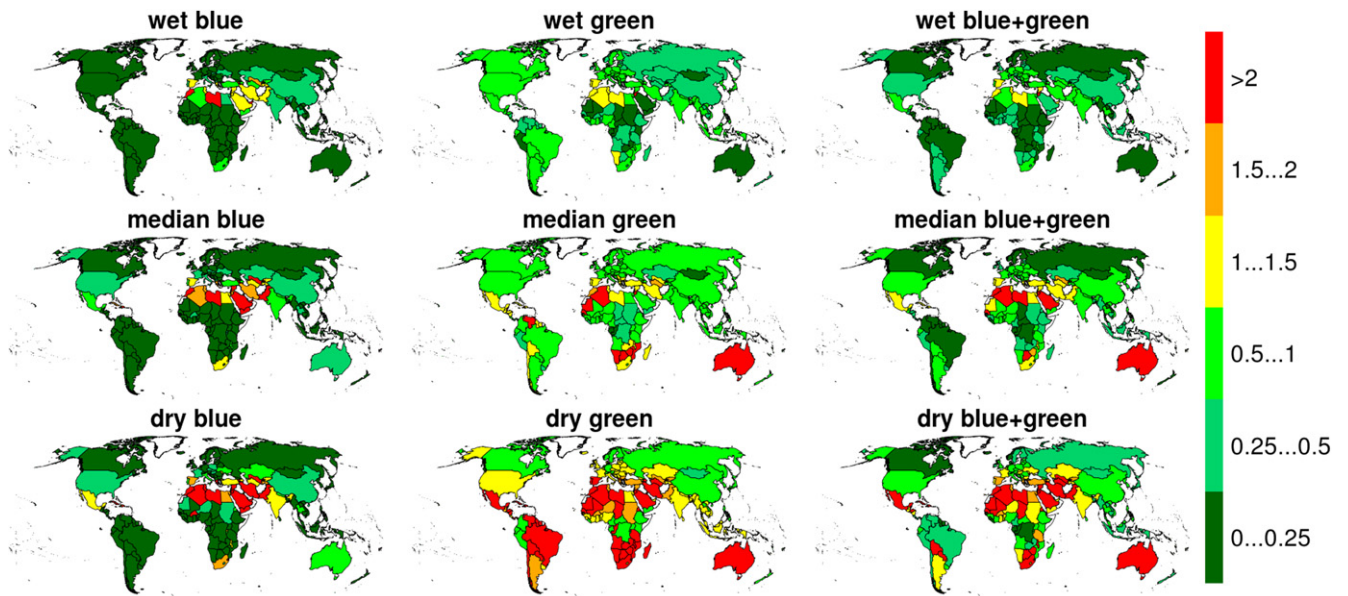 wet blue
wet green
wet blue+green
median blue
median green
median blue+green
dry blue
dry green
dry blue+green
>2
1.5...2
1...1.5
0.5...1
0.25...0.5
0...0.25